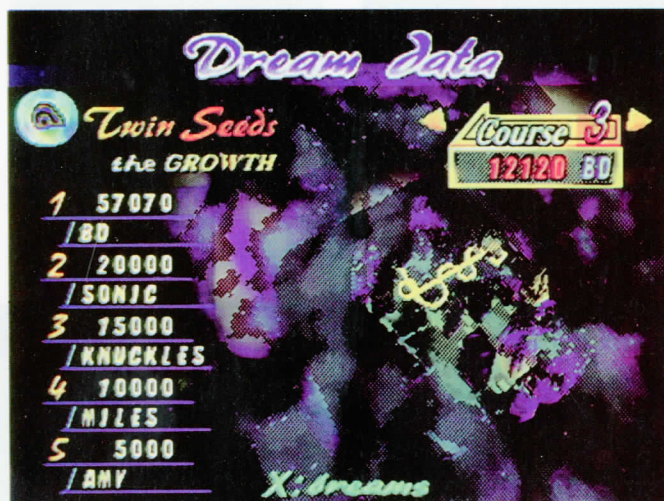 Dream data
Twin Seeds
the GROWTH
Course 3
12120 BD
1 57070
BD
2 20000
SONIC
3 15000
KNUCKLES
4 10000
MILES
5 5000
AMY
X: dreams